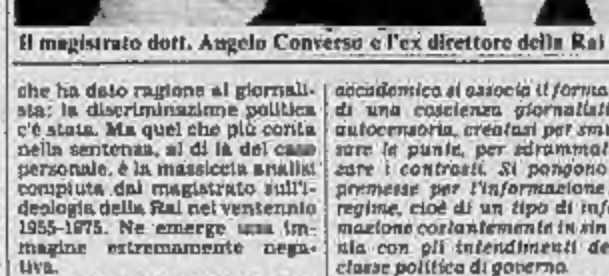 Il magistrato dott. Angelo Converso e l'ex direttore della Rai
che ha dato ragione al giornali-
sta: la discriminazione politica
c'è stata. Ma quel che più conta
nella sentenza, al di là del caso
personale, è la massiccia analisi
compiuta dal magistrato sull'i-
deologia della Rai nel ventennio
1955-1975. Ne emerge una im-
magine estremamente nega-
tiva.
accademica si associa il forma
di una coscienza giornalisti
autocensoria, creatasi per smu
sare le punte, per sdrammat
zare i contrasti. Si pongono
premesse per l'informazione
regime, cioè di un tipo di inf
mazione costantemente in sin
nia con gli intendimenti de
classe politica di governo.